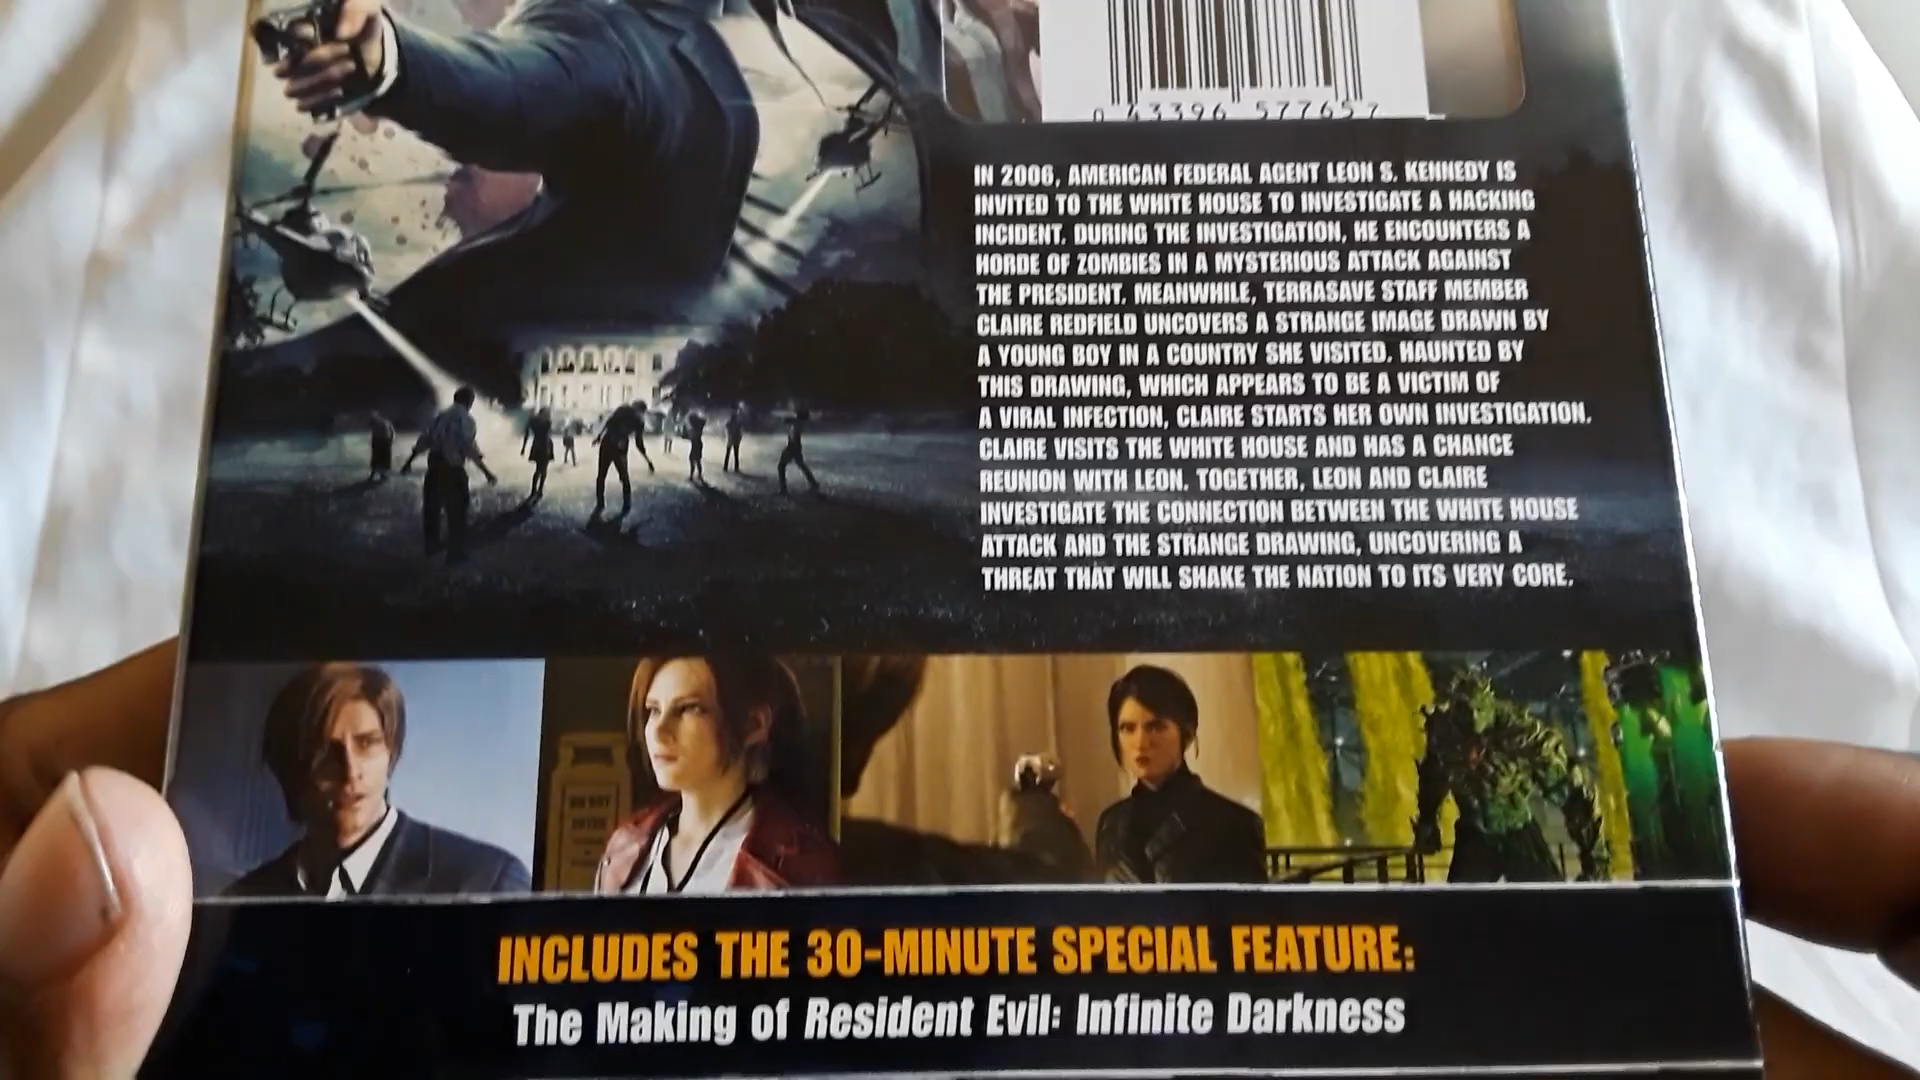 0 43396 577657
IN 2006, AMERICAN FEDERAL AGENT LEON S. KENNEDY IS
INVITED TO THE WHITE HOUSE TO INVESTIGATE A HACKING
INCIDENT. DURING THE INVESTIGATION, HE ENCOUNTERS A
HORDE OF ZOMBIES IN A MYSTERIOUS ATTACK AGAINST
THE PRESIDENT. MEANWHILE, TERRASAVE STAFF MEMBER
CLAIRE REDFIELD UNCOVERS A STRANGE IMAGE DRAWN BY
A YOUNG BOY IN A COUNTRY SHE VISITED. HAUNTED BY
THIS DRAWING, WHICH APPEARS TO BE A VICTIM OF
A VIRAL INFECTION, CLAIRE STARTS HER OWN INVESTIGATION.
CLAIRE VISITS THE WHITE HOUSE AND HAS A CHANCE
REUNION WITH LEON. TOGETHER, LEON AND CLAIRE
INVESTIGATE THE CONNECTION BETWEEN THE WHITE HOUSE
ATTACK AND THE STRANGE DRAWING, UNCOVERING A
THREAT THAT WILL SHAKE THE NATION TO ITS VERY CORE.
DO NOT
ENTER
INCLUDES THE 30-MINUTE SPECIAL FEATURE:
The Making of Resident Evil: Infinite Darkness